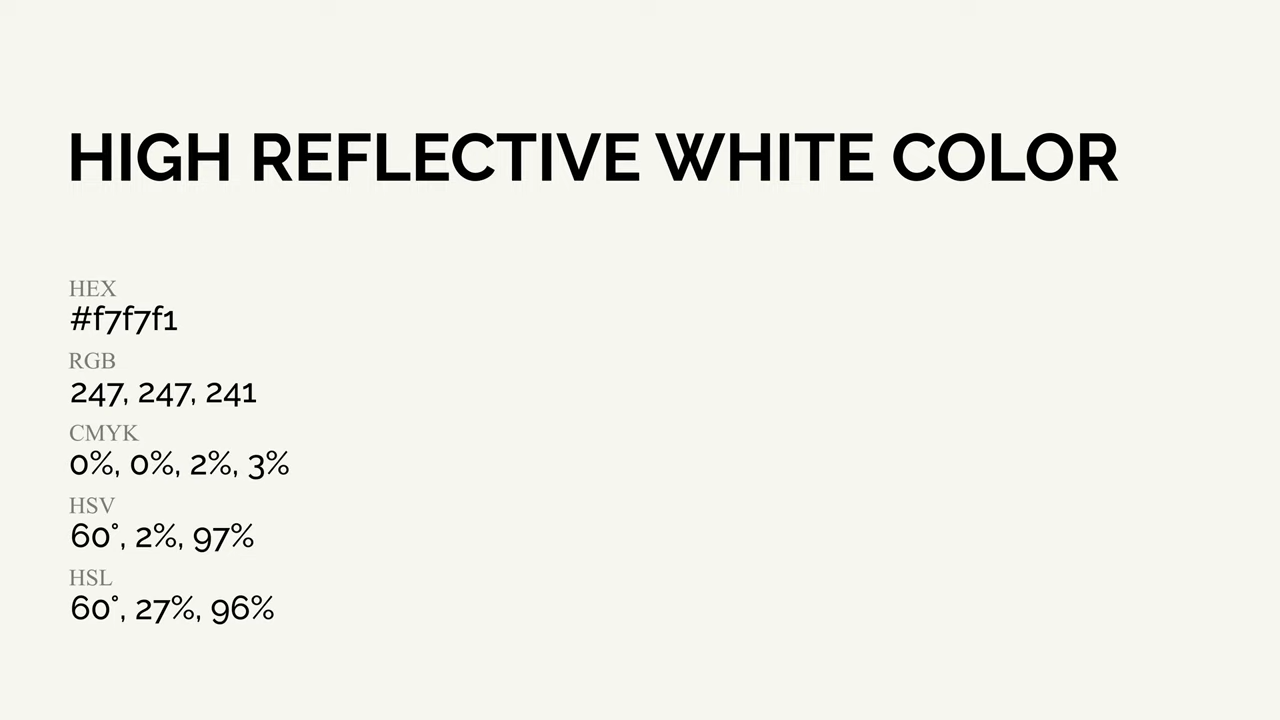 HIGH REFLECTIVE WHITE COLOR
HEX
#f7f7f1
RGB
247, 247, 241
CMYK
0%, 0%, 2%, 3%
HSV
60°, 2%, 97%
HSL
60°, 27%, 96%